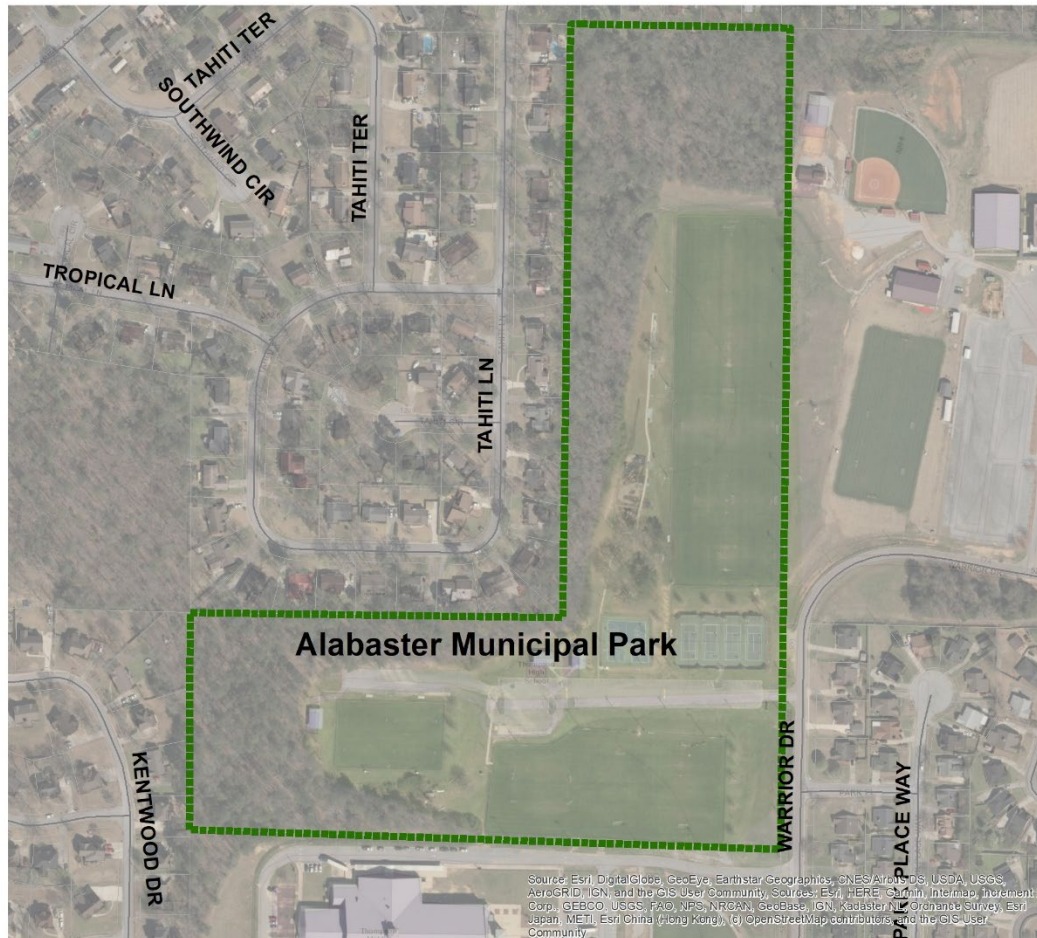 TAHITI TER
SOUTHWIND CIR
TAHITI TER
TROPICAL LN
TAHITI LN
Alabaster Municipal Park
KENTWOOD DR
WARRIOR DR
PARK PLACE WAY
Source: Esri, DigitalGlobe, GeoEye, Earthstar Geographics, CNES/Airbus DS, USDA, USGS,
AeroGRID, IGN, and the GIS User Community, Sources: Esri, HERE, Garmin, Intermap, increment
Corp., GEBCO, USGS, FAO, NPS, NRCAN, GeoBase, IGN, Kadaster NL, Ordnance Survey, Esri
Japan, METI, Esri China (Hong Kong), (c) OpenStreetMap contributors, and the GIS User
Community